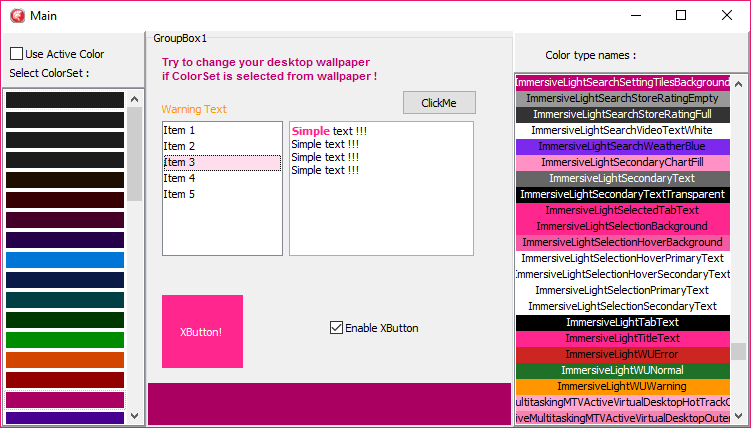 Main
Use Active Color
Select ColorSet :
GroupBox1
Try to change your desktop wallpaper
if ColorSet is selected from wallpaper !
Warning Text
ClickMe
Item 1
Item 2
Item 3
Item 4
Item 5
Simple text !!!
Simple text !!!
Simple text !!!
Simple text !!!
XButton!
Enable XButton
Color type names :
ImmersiveLightSearchSettingTilesBackground
ImmersiveLightSearchStoreRatingEmpty
ImmersiveLightSearchStoreRatingFull
ImmersiveLightSearchVideoTextWhite
ImmersiveLightSearchWeatherBlue
ImmersiveLightSecondaryChartFill
ImmersiveLightSecondaryText
ImmersiveLightSecondaryTextTransparent
ImmersiveLightSelectedTabText
ImmersiveLightSelectionBackground
ImmersiveLightSelectionHoverBackground
ImmersiveLightSelectionHoverPrimaryText
ImmersiveLightSelectionHoverSecondaryText
ImmersiveLightSelectionPrimaryText
ImmersiveLightSelectionSecondaryText
ImmersiveLightTabText
ImmersiveLightTitleText
ImmersiveLightWUError
ImmersiveLightWUNormal
ImmersiveLightWUWarning
MultitaskingMTVActiveVirtualDesktopHotTrackO
iveMultitaskingMTVActiveVirtualDesktopOuter